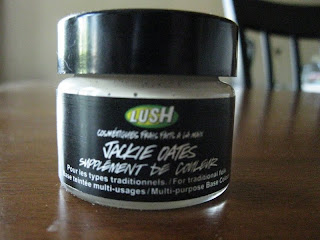 LUSH
COSMÉTIQUES FRAIS FAITS À LA MAIN
JACKIE OATES
SUPPLÉMENT DE COULEUR
Pour les types traditionnels. / For traditional
teintée multi-usages / Multi-purpose Base